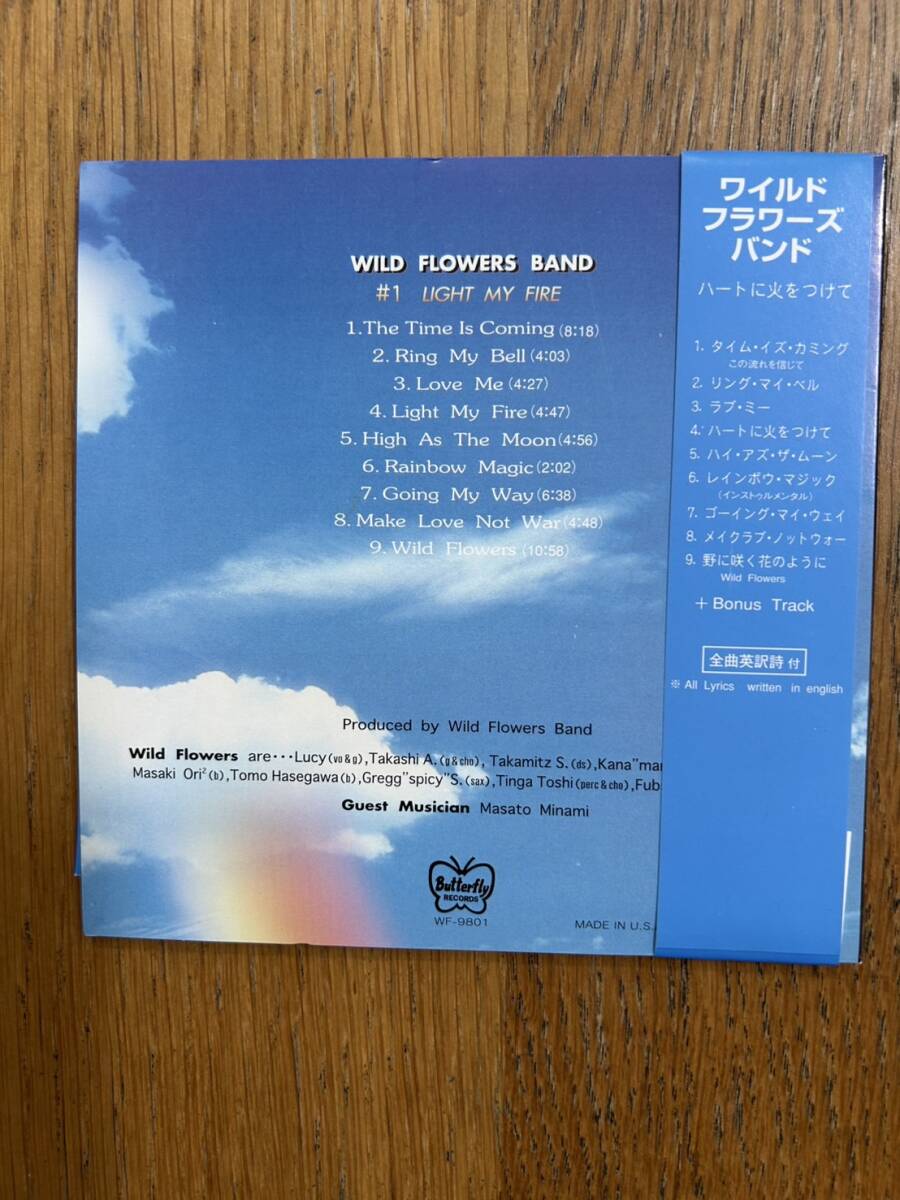 WILD FLOWERS BAND
#1 LIGHT MY FIRE
1.The Time Is Coming(8:18)
2. Ring My Bell(4:03)
3. Love Me(4:27)
4. Light My Fire(4:47)
5. High As The Moon(4:56)
6. Rainbow Magic(2:02)
7. Going My Way(6:38)
8. Make Love Not War(4:48)
9. Wild Flowers(10:58)
Produced by Wild Flowers Band
Wild Flowers are･･･Lucy(vo&g),Takashi A.(g&cho), Takamitz S.(ds),Kana"mar
Masaki Ori²(b),Tomo Hasegawa(b),Gregg"spicy"S.(sax),Tinga Toshi(perc&cho),Fub
Guest Musician Masato Minami
Butterfly
RECORDS
WF-9801
MADE IN U.S.
ワイルド
フラワーズ
バンド
ハートに火をつけて
1. タイム・イズ・カミング
この流れを信じて
2. リング・マイ・ベル
3. ラブ・ミー
4. ハートに火をつけて
5. ハイ・アズ・ザ・ムーン
6. レインボウ・マジック
(インストゥルメンタル)
7. ゴーイング・マイ・ウェイ
8. メイクラブ・ノットウォー
9. 野に咲く花のように
Wild Flowers
+ Bonus Track
全曲英訳詩 付
※ All Lyrics written in english